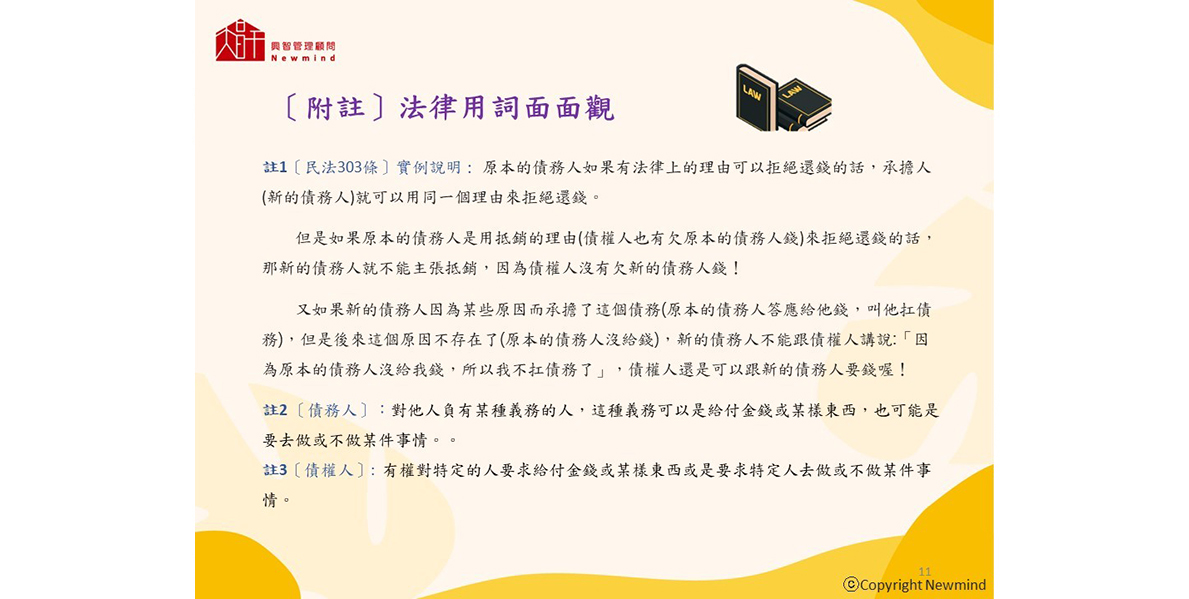 興智管理顧問
Newmind
〔附註〕法律用詞面面觀
LAW
LAW
註1〔民法303條〕實例說明： 原本的債務人如果有法律上的理由可以拒絕還錢的話，承擔人
(新的債務人)就可以用同一個理由來拒絕還錢。
但是如果原本的債務人是用抵銷的理由(債權人也有欠原本的債務人錢)來拒絕還錢的話，
那新的債務人就不能主張抵銷，因為債權人沒有欠新的債務人錢！
又如果新的債務人因為某些原因而承擔了這個債務(原本的債務人答應給他錢，叫他扛債
務)，但是後來這個原因不存在了(原本的債務人沒給錢)，新的債務人不能跟債權人講說:「因
為原本的債務人沒給我錢，所以我不扛債務了」，債權人還是可以跟新的債務人要錢喔！
註2〔債務人〕：對他人負有某種義務的人，這種義務可以是給付金錢或某樣東西，也可能是
要去做或不做某件事情。。
註3〔債權人〕: 有權對特定的人要求給付金錢或某樣東西或是要求特定人去做或不做某件事
情。
11
ⓒCopyright Newmind